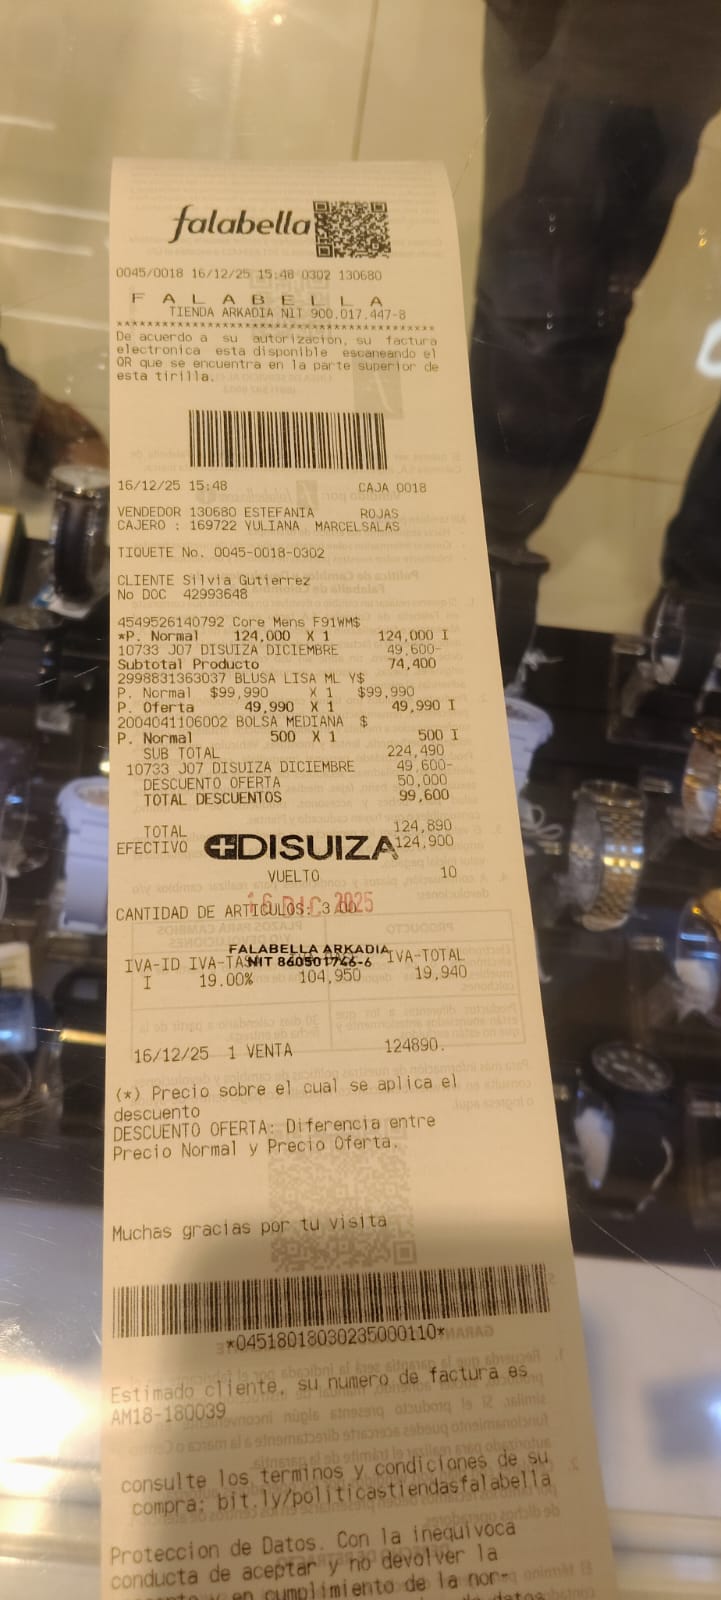 falabella
0045/0018 16/12/25 15:48 0302 130680
F A L A B E L L A
TIENDA ARKADIA NIT 900.017.447-8
****************************************
De acuerdo a su autorizacion, su factura
electronica esta disponible escaneando el
QR que se encuentra en la parte superior de
esta tirilla.
16/12/25 15:48 CAJA 0018
VENDEDOR 130680 ESTEFANIA ROJAS
CAJERO : 169722 YULIANA MARCELSALAS
TIQUETE No. 0045-0018-0302
CLIENTE Silvia Gutierrez
No DOC 42993648
4549526140792 Core Mens F91WM$
*P. Normal 124,000 X 1 124,000 I
10733 J07 DISUIZA DICIEMBRE 49,600-
Subtotal Producto 74,400
2998831363037 BLUSA LISA ML Y$
P. Normal $99,990 X 1 $99,990
P. Oferta 49,990 X 1 49,990 I
2004041106002 BOLSA MEDIANA $
P. Normal 500 X 1 500 I
SUB TOTAL 224,490
10733 J07 DISUIZA DICIEMBRE 49,600-
DESCUENTO OFERTA 50,000
TOTAL DESCUENTOS 99,600
TOTAL 124,890
EFECTIVO 124,900
DISUIZA
VUELTO 10
16 DIC 2025
CANTIDAD DE ARTICULOS: 3.00
FALABELLA ARKADIA
NIT 860501746-6
IVA-ID IVA-TAS IVA-TOTAL
I 19.00% 104,950 19,940
16/12/25 1 VENTA 124890.
(*) Precio sobre el cual se aplica el
descuento
DESCUENTO OFERTA: Diferencia entre
Precio Normal y Precio Oferta.
Muchas gracias por tu visita
*04518018030235000110*
Estimado cliente, su numero de factura es
AM18-180039
consulte los terminos y condiciones de su
compra: bit.ly/politicastiendasfalabella
Proteccion de Datos. Con la inequivoca
conducta de aceptar y no devolver la
en cumplimiento de la nor-